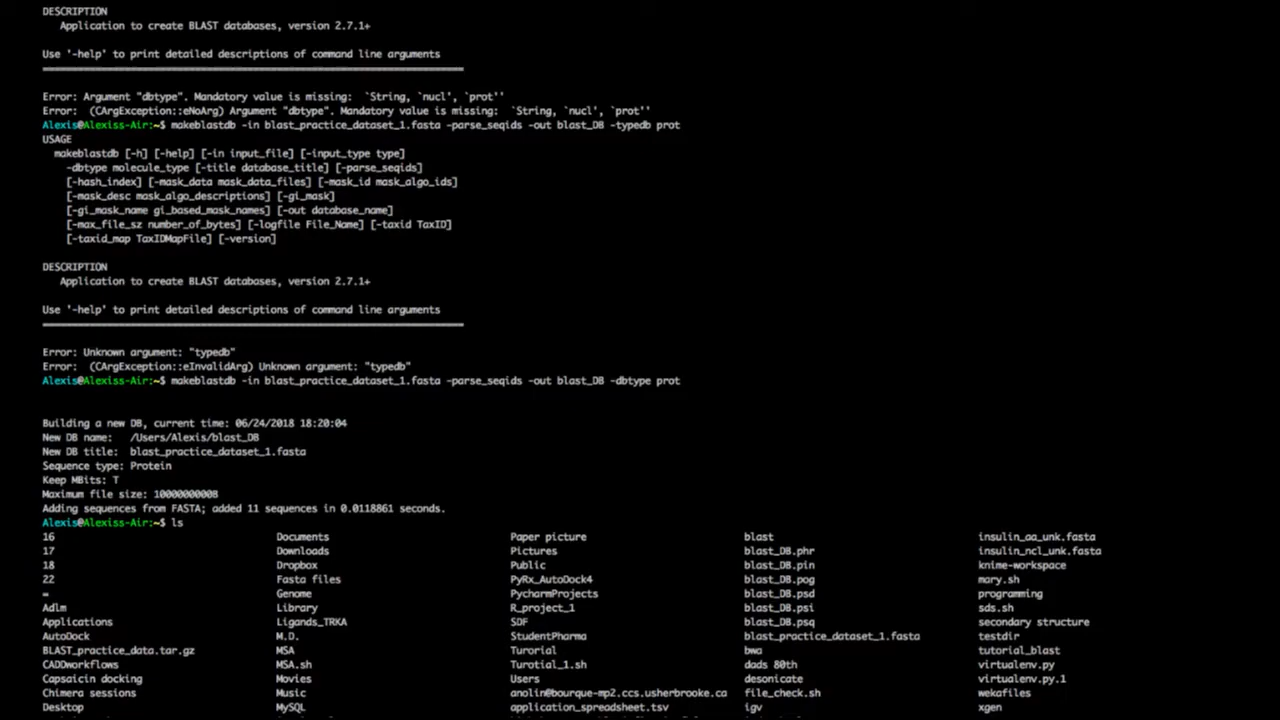 DESCRIPTION
Application to create BLAST databases, version 2.7.1+
Use '-help' to print detailed descriptions of command line arguments
========================================================================
Error: Argument "dbtype". Mandatory value is missing:  `String, `nucl', `prot''
Error:  (CArgException::eNoArg) Argument "dbtype". Mandatory value is missing:  `String, `nucl', `prot''
Alexis@Alexiss-Air:~$ makeblastdb -in blast_practice_dataset_1.fasta -parse_seqids -out blast_DB -typedb prot
USAGE
makeblastdb [-h] [-help] [-in input_file] [-input_type type]
-dbtype molecule_type [-title database_title] [-parse_seqids]
[-hash_index] [-mask_data mask_data_files] [-mask_id mask_algo_ids]
[-mask_desc mask_algo_descriptions] [-gi_mask]
[-gi_mask_name gi_based_mask_names] [-out database_name]
[-max_file_sz number_of_bytes] [-logfile File_Name] [-taxid TaxID]
[-taxid_map TaxIDMapFile] [-version]
DESCRIPTION
Application to create BLAST databases, version 2.7.1+
Use '-help' to print detailed descriptions of command line arguments
========================================================================
Error: Unknown argument: "typedb"
Error:  (CArgException::eInvalidArg) Unknown argument: "typedb"
Alexis@Alexiss-Air:~$ makeblastdb -in blast_practice_dataset_1.fasta -parse_seqids -out blast_DB -dbtype prot
Building a new DB, current time: 06/24/2018 18:20:04
New DB name:   /Users/Alexis/blast_DB
New DB title:  blast_practice_dataset_1.fasta
Sequence type: Protein
Keep MBits: T
Maximum file size: 1000000000B
Adding sequences from FASTA; added 11 sequences in 0.0118861 seconds.
Alexis@Alexiss-Air:~$ ls
16 Documents Paper picture blast insulin_aa_unk.fasta
17 Downloads Pictures blast_DB.phr insulin_ncl_unk.fasta
18 Dropbox Public blast_DB.pin knime-workspace
22 Fasta files PyRx_AutoDock4 blast_DB.pog mary.sh
= Genome PycharmProjects blast_DB.psd programming
Adlm Library R_project_1 blast_DB.psi sds.sh
Applications Ligands_TRKA SDF blast_DB.psq secondary structure
AutoDock M.D. StudentPharma blast_practice_dataset_1.fasta testdir
BLAST_practice_data.tar.gz MSA Turorial bwa tutorial_blast
CADDworkflows MSA.sh Turotial_1.sh dads 80th virtualenv.py
Capsaicin docking Movies Users desonicate virtualenv.py.1
Chimera sessions Music anolin@bourque-mp2.ccs.usherbrooke.ca file_check.sh wekafiles
Desktop MySQL application_spreadsheet.tsv igv xgen